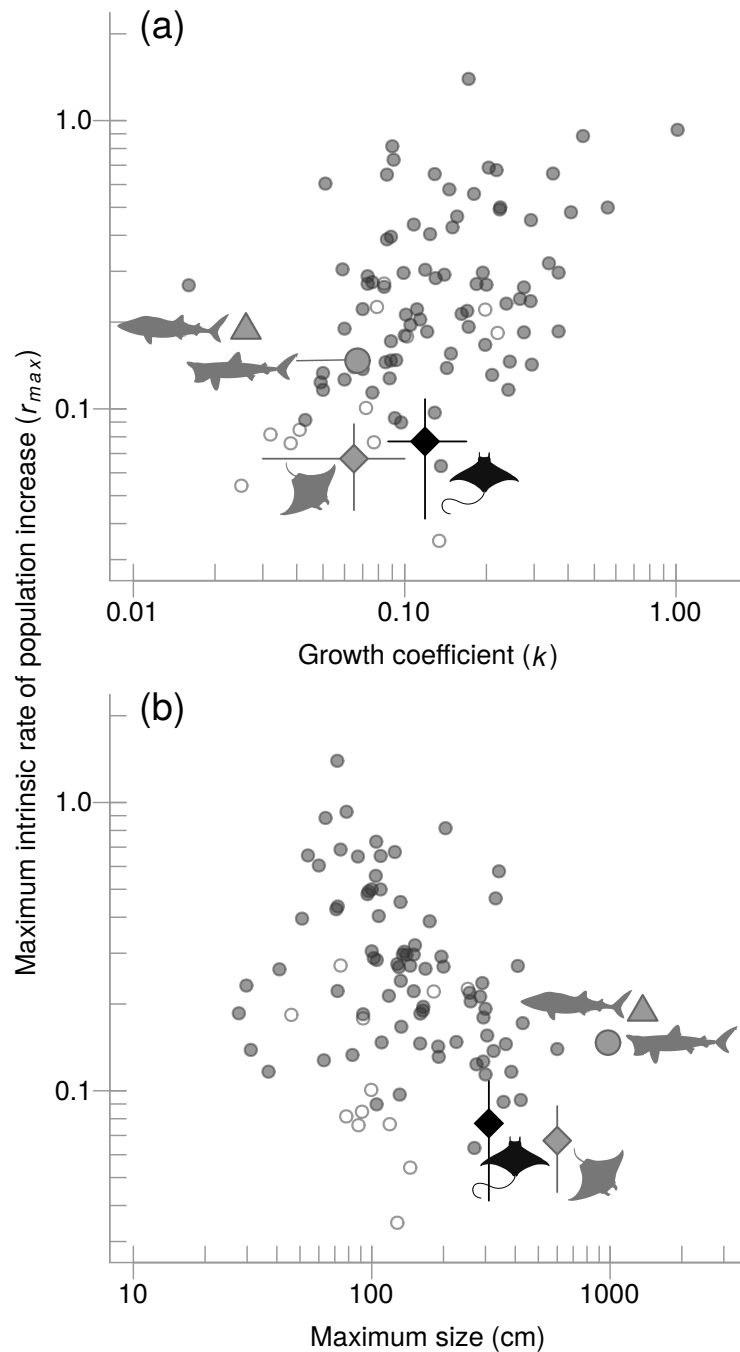 (a)
1.0
0.1
0.01
0.10
1.00
Growth coefficient (k)
Maximum intrinsic rate of population increase (rmax)
(b)
1.0
0.1
10
100
1000
Maximum size (cm)